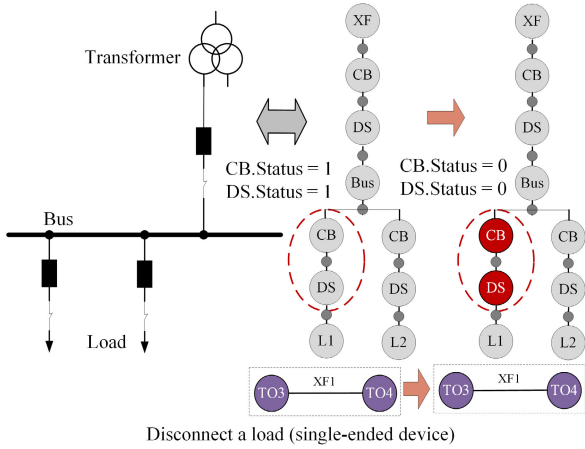 XF
XF
Transformer
CB
CB
DS
DS
CB.Status = 1
CB.Status = 0
DS.Status = 1
DS.Status = 0
Bus
Bus
Bus
CB
CB
CB
CB
DS
DS
DS
DS
Load
L1
L2
L1
L2
TO3
XF1
TO4
TO3
XF1
TO4
Disconnect a load (single-ended device)